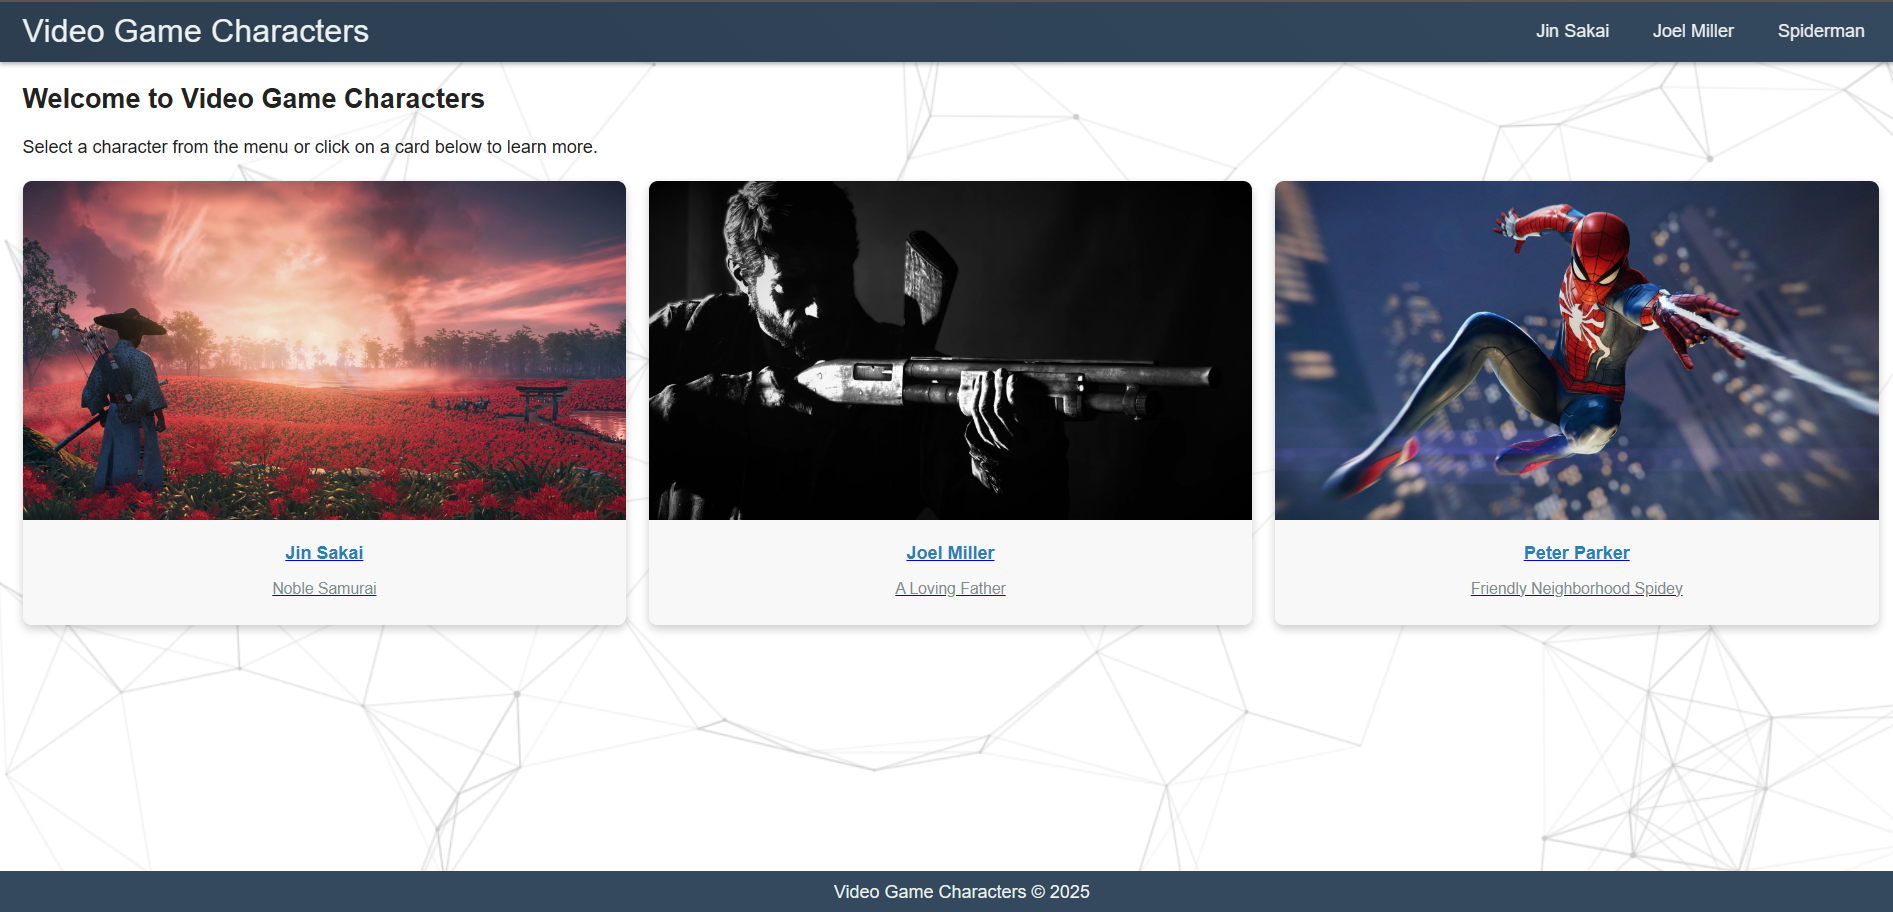 Video Game Characters
Jin Sakai
Joel Miller
Spiderman
Welcome to Video Game Characters
Select a character from the menu or click on a card below to learn more.
Jin Sakai
Noble Samurai
Joel Miller
A Loving Father
Peter Parker
Friendly Neighborhood Spidey
Video Game Characters © 2025